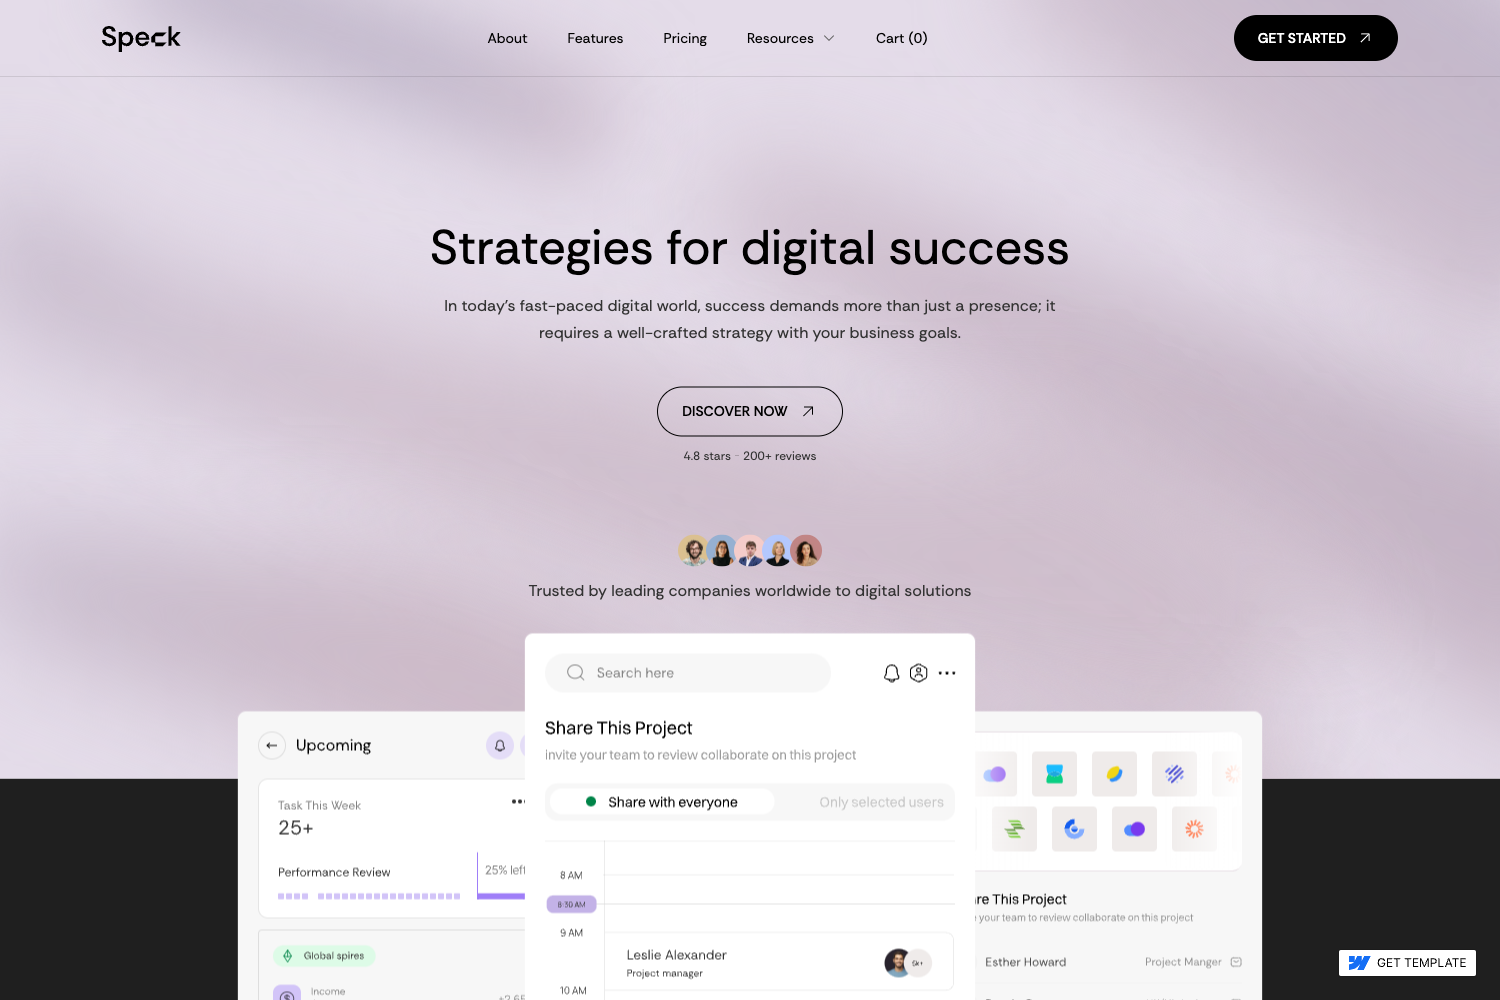 Speck
About
Features
Pricing
Resources
Cart (0)
GET STARTED
Strategies for digital success
In today's fast-paced digital world, success demands more than just a presence; it
requires a well-crafted strategy with your business goals.
DISCOVER NOW
4.8 stars - 200+ reviews
Trusted by leading companies worldwide to digital solutions
Upcoming
Task This Week
25+
Performance Review
25% left
Global spires
Income
Search here
Share This Project
Invite your team to review collaborate on this project
Share with everyone
Only selected users
8 AM
8:30 AM
9 AM
Leslie Alexander
Project manager
5k+
10 AM
re This Project
your team to review collaborate on this project
Esther Howard
Project Manger
GET TEMPLATE